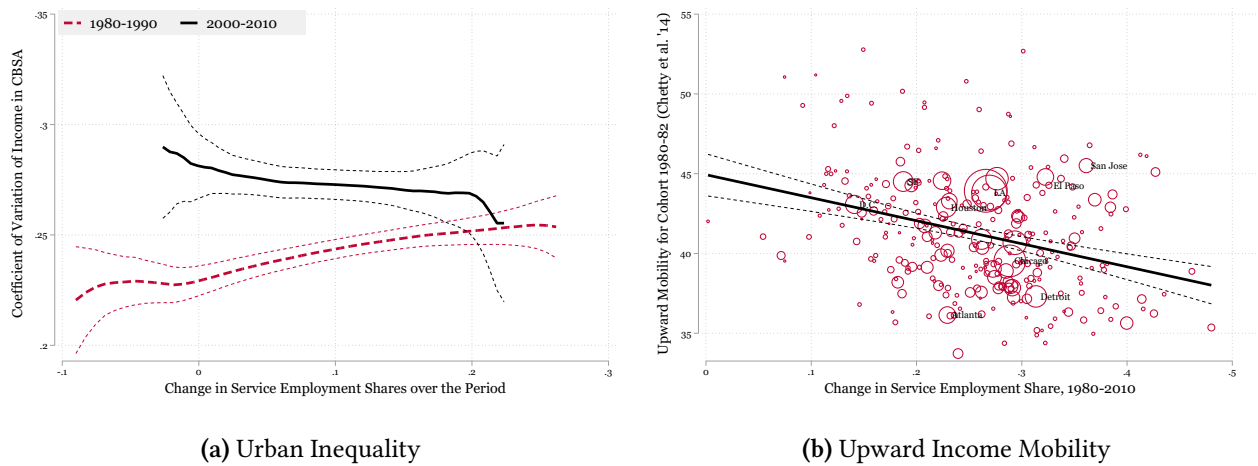 ·35
1980-1990 2000-2010
·3
·25
·2
Coefficient of Variation of Income in CBSA
-·1 0 ·1 ·2 ·3
Change in Service Employment Shares over the Period
(a) Urban Inequality
55
50
45
40
35
Upward Mobility for Cohort 1980-82 (Chetty et al. '14)
San Jose
El Paso
LA
D.C.
Houston
Chicago
Detroit
Atlanta
0 ·1 ·2 ·3 ·4 ·5
Change in Service Employment Share, 1980-2010
(b) Upward Income Mobility